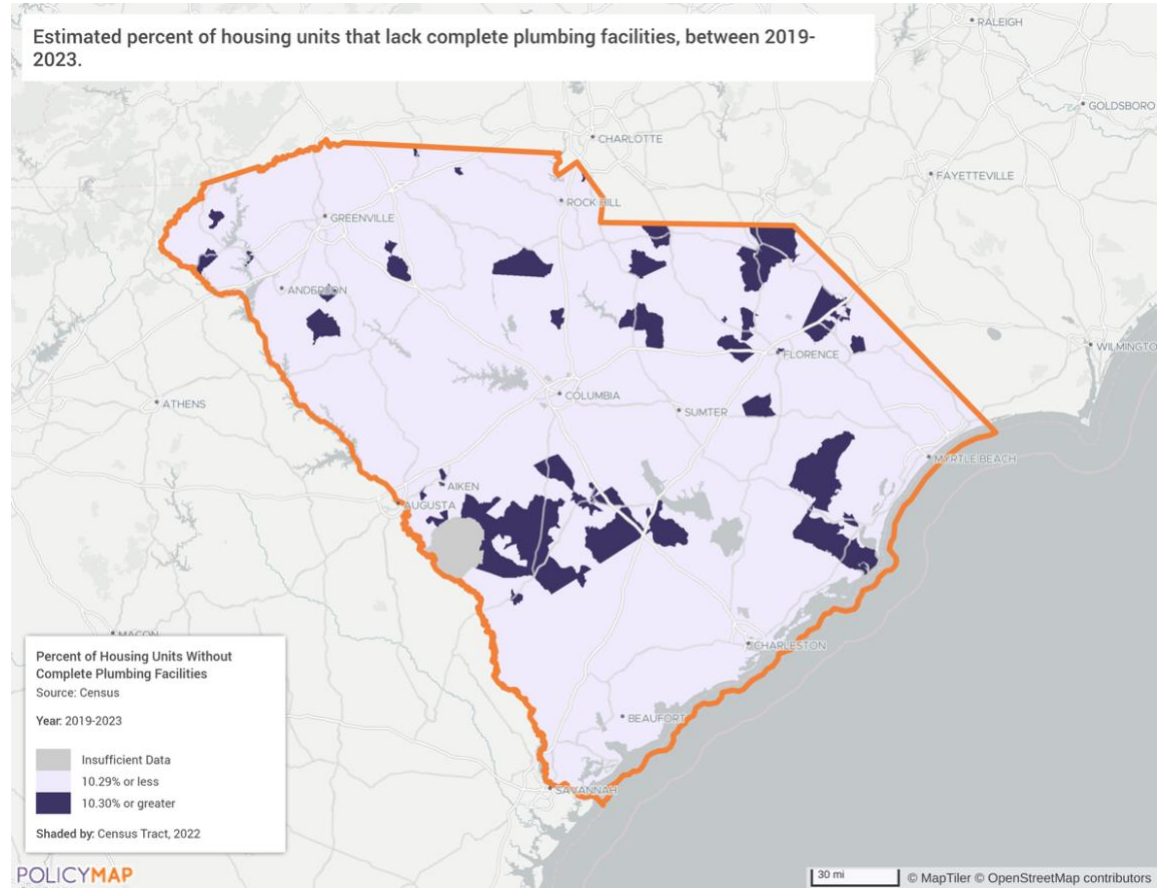 Estimated percent of housing units that lack complete plumbing facilities, between 2019-
2023.
RALEIGH
GOLDSBORO
CHARLOTTE
FAYETTEVILLE
ROCK HILL
GREENVILLE
ANDERSON
WILMINGTON
FLORENCE
COLUMBIA
ATHENS
SUMTER
MYRTLE BEACH
AIKEN
AUGUSTA
MACON
CHARLESTON
BEAUFORT
SAVANNAH
Percent of Housing Units Without
Complete Plumbing Facilities
Source: Census
Year: 2019-2023
Insufficient Data
10.29% or less
10.30% or greater
Shaded by: Census Tract, 2022
POLICYMAP
30 mi
© MapTiler © OpenStreetMap contributors